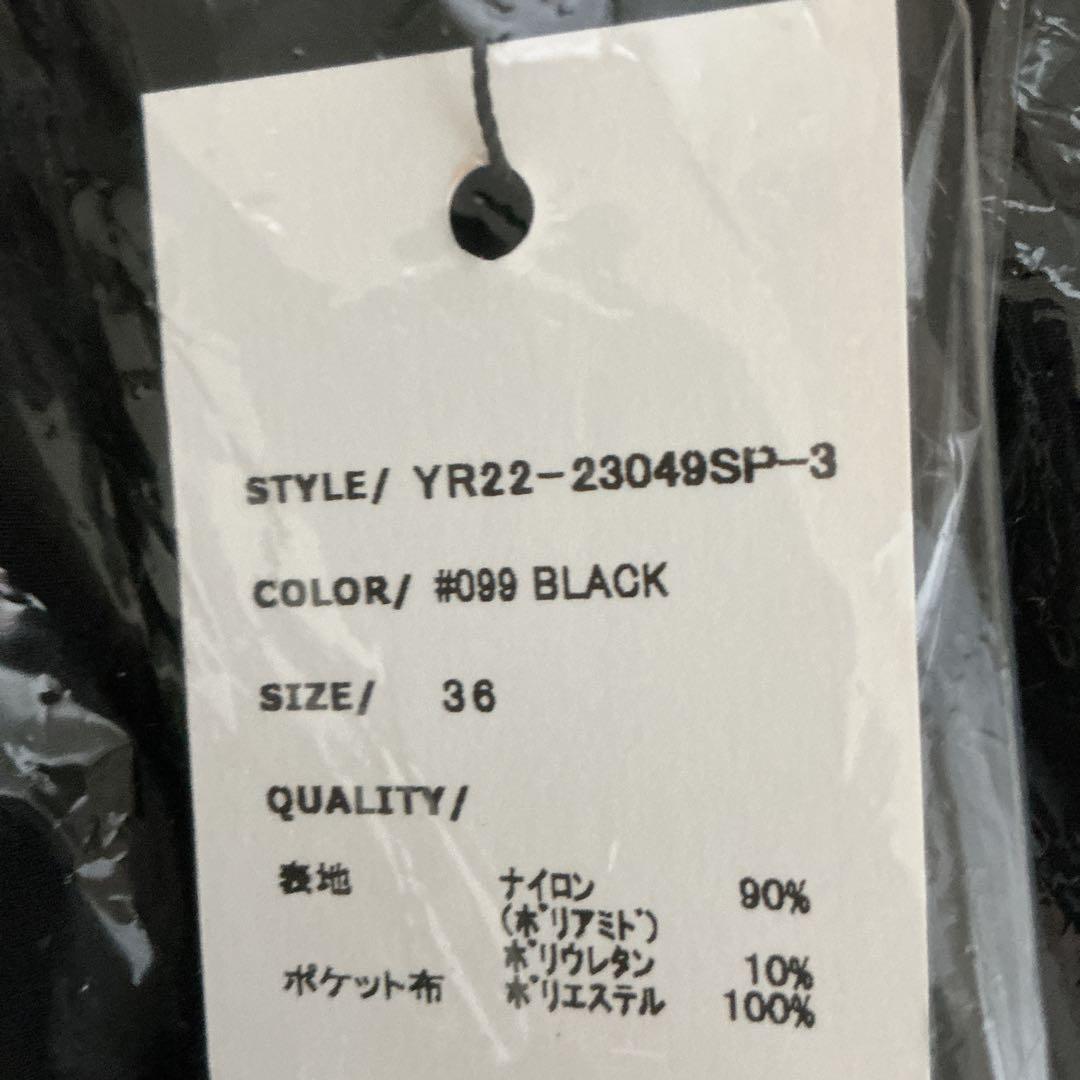 STYLE/ YR22-23049SP-3
COLOR/ #099 BLACK
SIZE/ 36
QUALITY/
表地 ナイロン 90%
(ポリアミド)
ポリウレタン 10%
ポケット布 ポリエステル 100%